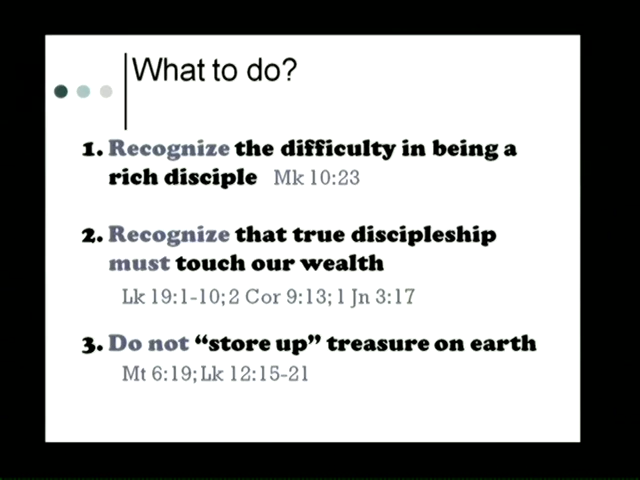 What to do?
1. Recognize the difficulty in being a
rich disciple Mk 10:23
2. Recognize that true discipleship
must touch our wealth
Lk 19:1-10; 2 Cor 9:13; 1 Jn 3:17
3. Do not “store up” treasure on earth
Mt 6:19; Lk 12:15-21